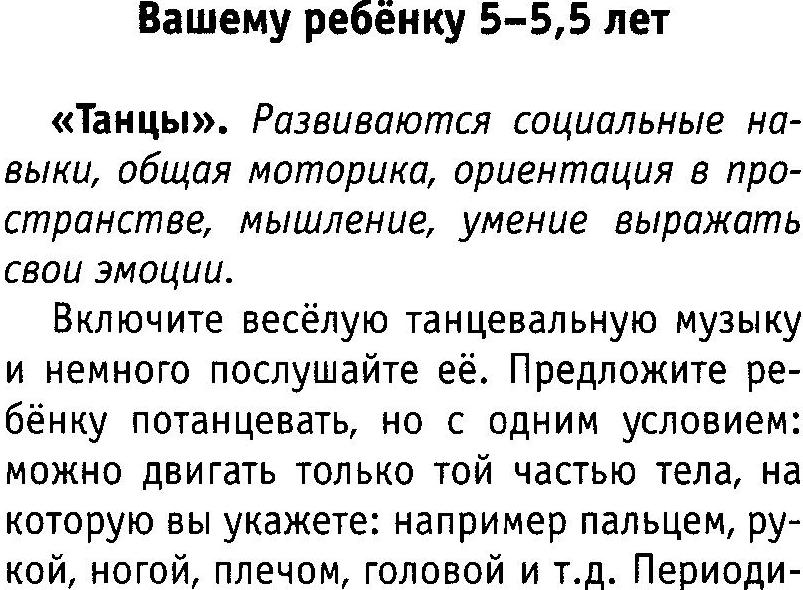 Вашему ребёнку 5–5,5 лет
«Танцы». Развиваются социальные на-
выки, общая моторика, ориентация в про-
странстве, мышление, умение выражать
свои эмоции.
Включите весёлую танцевальную музыку
и немного послушайте её. Предложите ре-
бёнку потанцевать, но с одним условием:
можно двигать только той частью тела, на
которую вы укажете: например пальцем, ру-
кой, ногой, плечом, головой и т.д. Периоди-